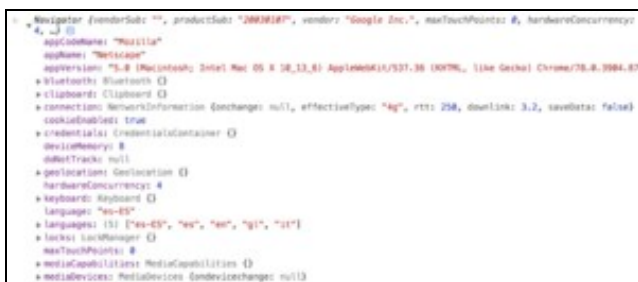 Navigator {vendorSub: "", productSub: "20030107", vendor: "Google Inc.", maxTouchPoints: 0, hardwareConcurrency:
4, …}
appCodeName: "Mozilla"
appName: "Netscape"
appVersion: "5.0 (Macintosh; Intel Mac OS X 10_13_6) AppleWebKit/537.36 (KHTML, like Gecko) Chrome/78.0.3904.87
bluetooth: Bluetooth {}
clipboard: Clipboard {}
connection: NetworkInformation {onchange: null, effectiveType: "4g", rtt: 250, downlink: 3.2, saveData: false}
cookieEnabled: true
credentials: CredentialsContainer {}
deviceMemory: 8
doNotTrack: null
geolocation: Geolocation {}
hardwareConcurrency: 4
keyboard: Keyboard {}
language: "es-ES"
languages: (5) ["es-ES", "es", "en", "gl", "it"]
locks: LockManager {}
maxTouchPoints: 0
mediaCapabilities: MediaCapabilities {}
mediaDevices: MediaDevices {ondevicechange: null}